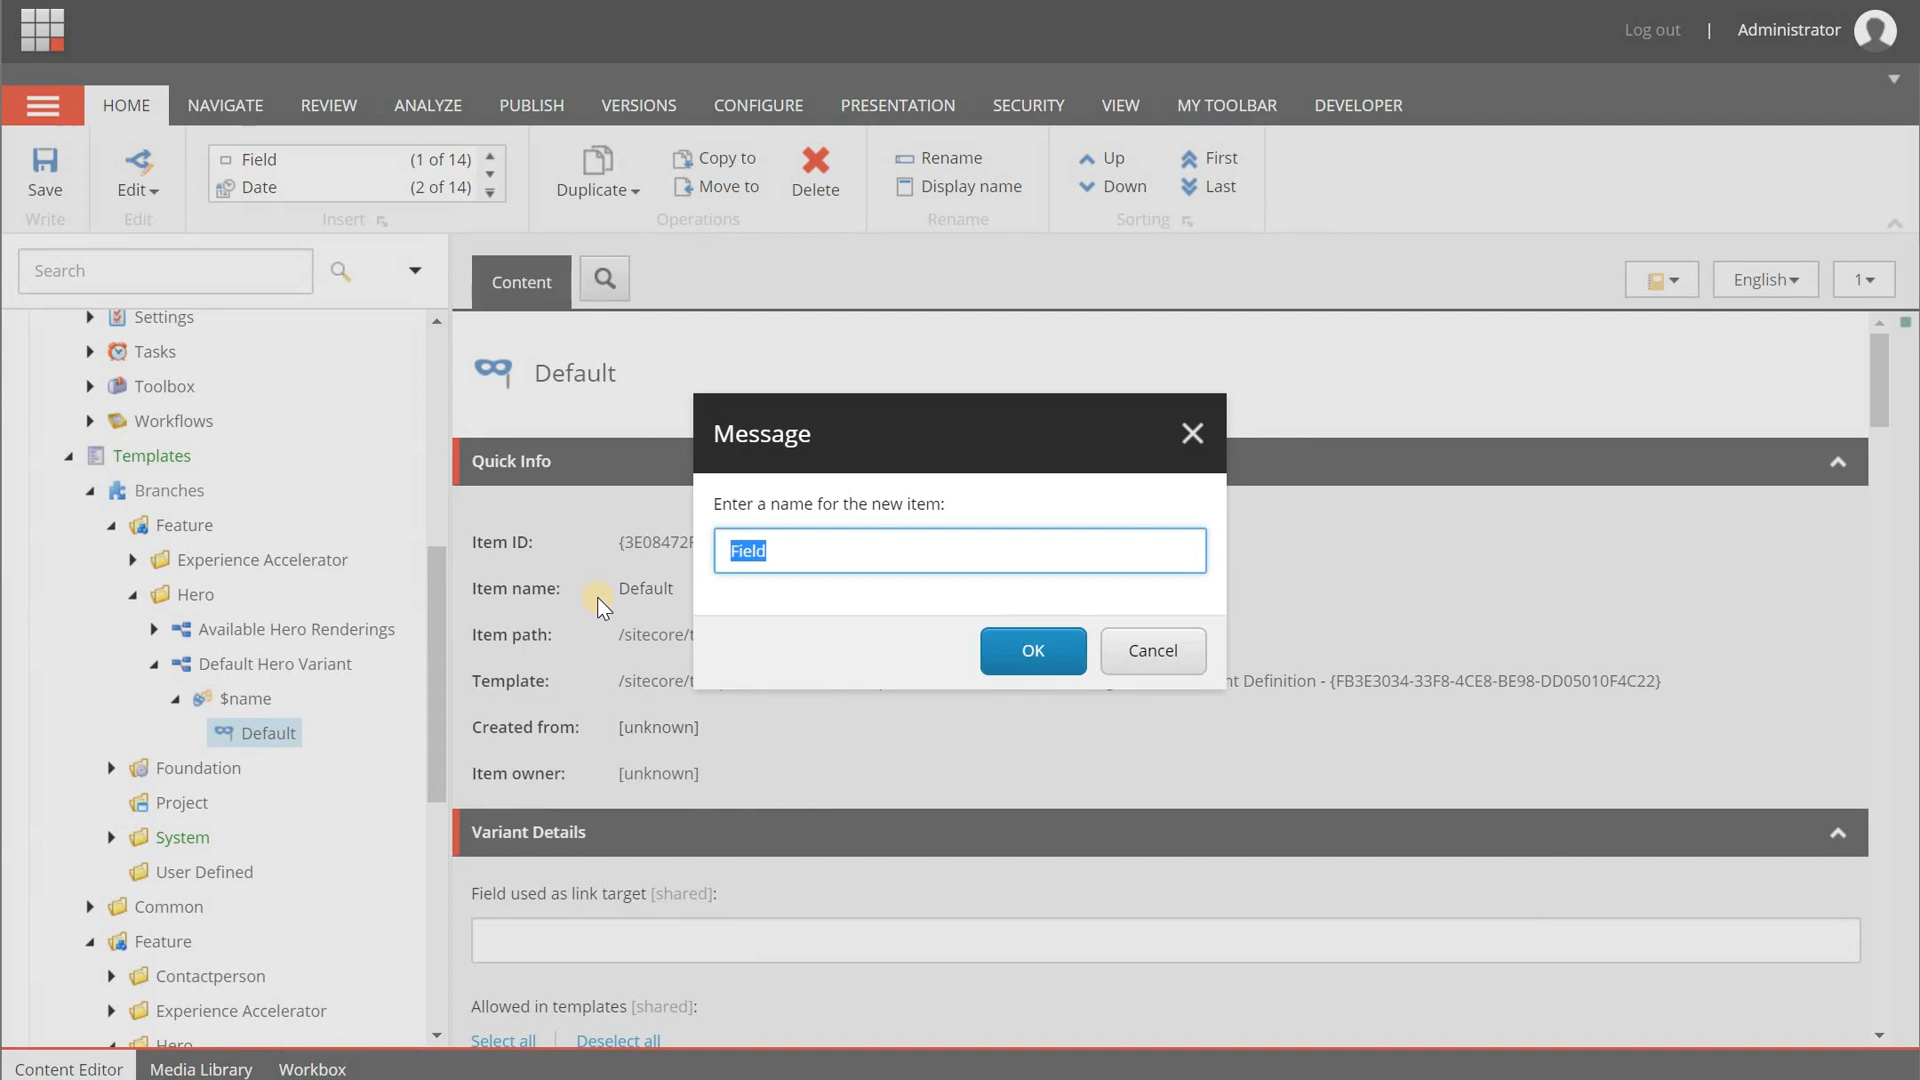 Log out | Administrator
HOME NAVIGATE REVIEW ANALYZE PUBLISH VERSIONS CONFIGURE PRESENTATION SECURITY VIEW MY TOOLBAR DEVELOPER
Field (1 of 14)
Date (2 of 14)
Save
Edit
Duplicate
Copy to
Move to
Delete
Rename
Display name
Up
Down
First
Last
Write
Edit
Insert
Operations
Rename
Sorting
Search
Content
English
1
Settings
Tasks
Toolbox
Workflows
Templates
Branches
Feature
Experience Accelerator
Hero
Available Hero Renderings
Default Hero Variant
$name
Default
Foundation
Project
System
User Defined
Common
Feature
Contactperson
Experience Accelerator
Hero
Default
Quick Info
Item ID: {3E08472F
Item name: Default
Item path: /sitecore/t
Template: /sitecore/t nt Definition - {FB3E3034-33F8-4CE8-BE98-DD05010F4C22}
Created from: [unknown]
Item owner: [unknown]
Variant Details
Field used as link target [shared]:
Allowed in templates [shared]:
Select all Deselect all
Message
Enter a name for the new item:
Field
OK Cancel
Content Editor Media Library Workbox